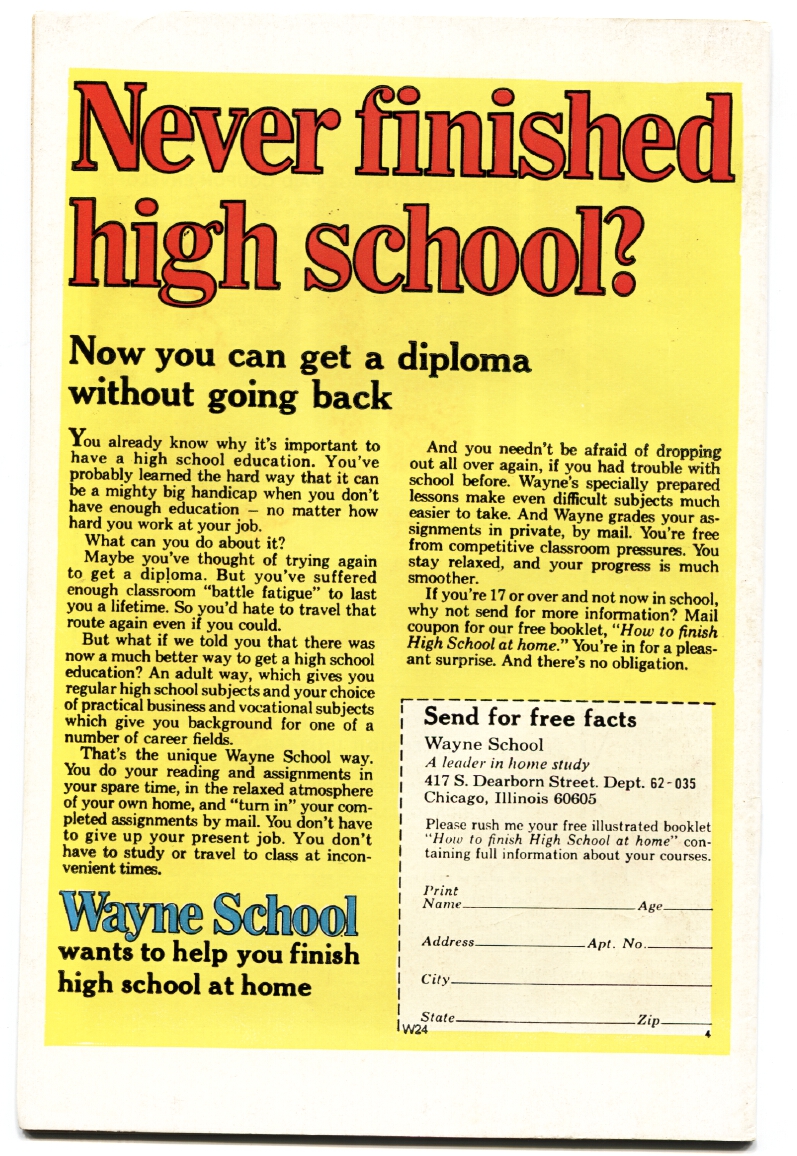 Never finished
high school?
Now you can get a diploma
without going back
You already know why it's important to
have a high school education. You've
probably learned the hard way that it can
be a mighty big handicap when you don't
have enough education — no matter how
hard you work at your job.
What can you do about it?
Maybe you've thought of trying again
to get a diploma. But you've suffered
enough classroom "battle fatigue" to last
you a lifetime. So you'd hate to travel that
route again even if you could.
But what if we told you that there was
now a much better way to get a high school
education? An adult way, which gives you
regular high school subjects and your choice
of practical business and vocational subjects
which give you background for one of a
number of career fields.
That's the unique Wayne School way.
You do your reading and assignments in
your spare time, in the relaxed atmosphere
of your own home, and "turn in" your com-
pleted assignments by mail. You don't have
to give up your present job. You don't
have to study or travel to class at incon-
venient times.
Wayne School
wants to help you finish
high school at home
And you needn't be afraid of dropping
out all over again, if you had trouble with
school before. Wayne's specially prepared
lessons make even difficult subjects much
easier to take. And Wayne grades your as-
signments in private, by mail. You're free
from competitive classroom pressures. You
stay relaxed, and your progress is much
smoother.
If you're 17 or over and not now in school,
why not send for more information? Mail
coupon for our free booklet, "How to finish
High School at home." You're in for a pleas-
ant surprise. And there's no obligation.
Send for free facts
Wayne School
A leader in home study
417 S. Dearborn Street. Dept. 62-035
Chicago, Illinois 60605
Please rush me your free illustrated booklet
"How to finish High School at home" con-
taining full information about your courses.
Print
Name Age
Address Apt. No.
City
State Zip
W24 4